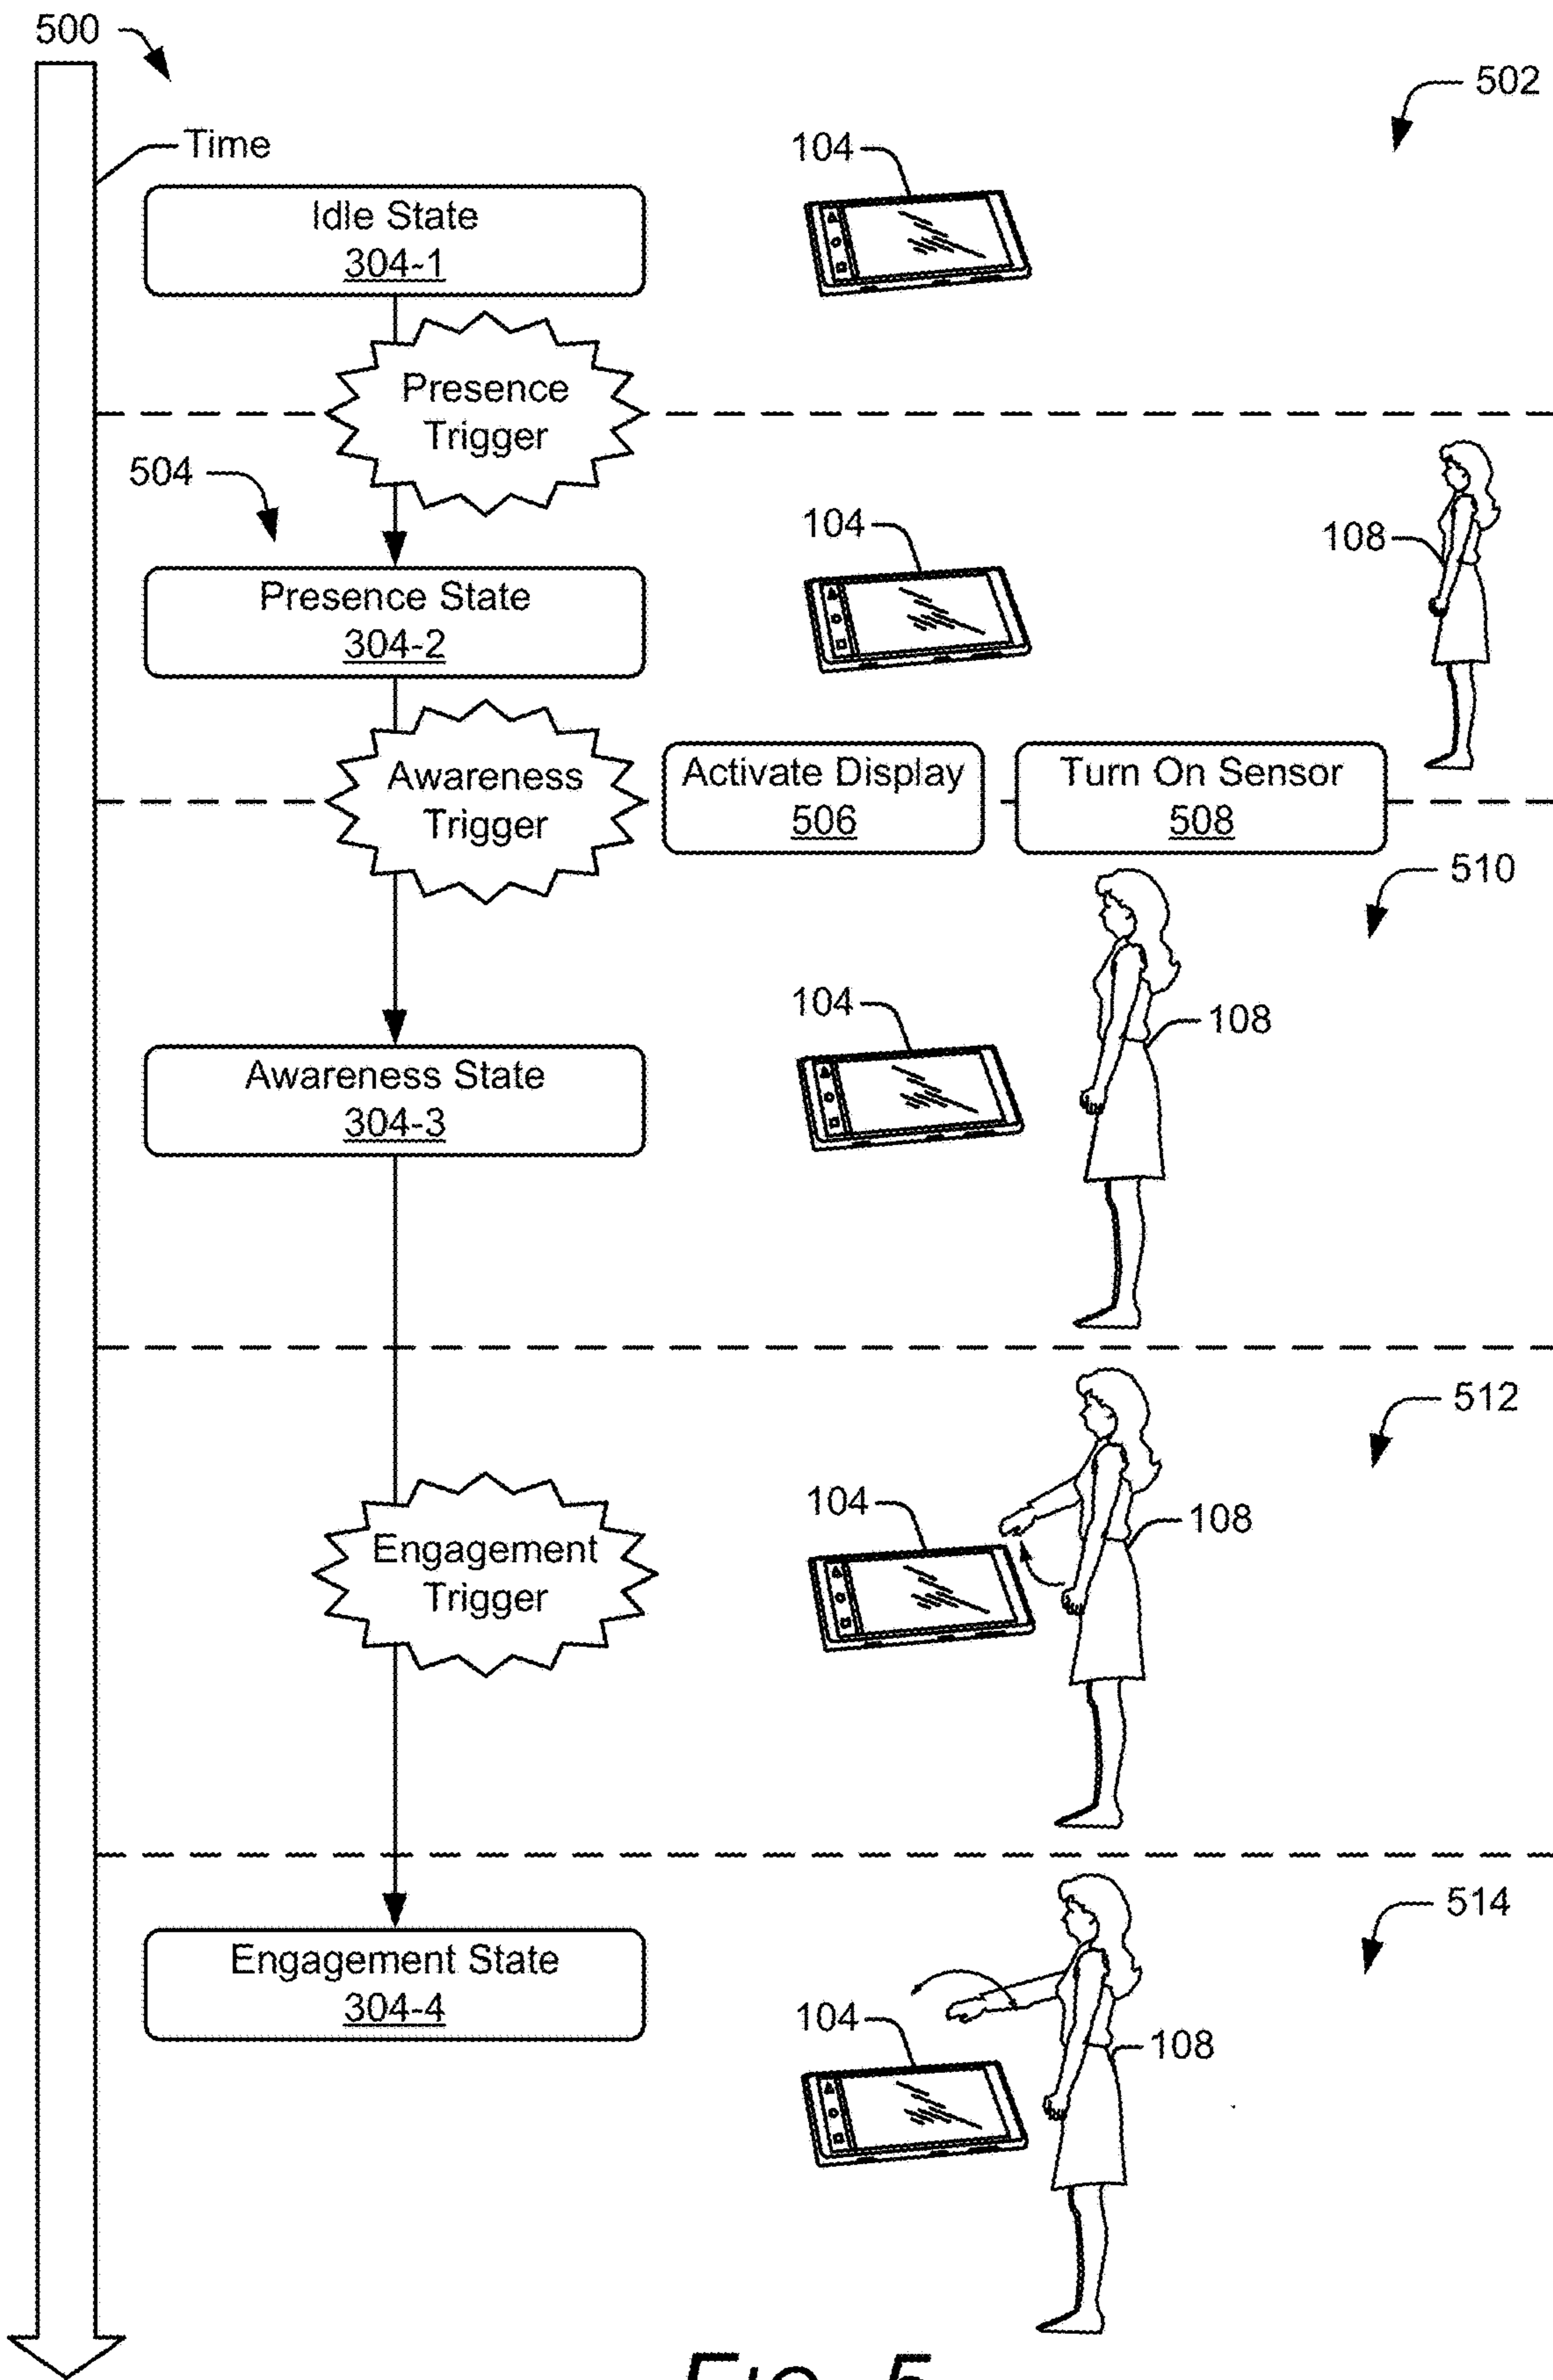 500
502
Time
104
Idle State
304-1
Presence
Trigger
504
104
108
Presence State
304-2
Awareness
Trigger
Activate Display
506
Turn On Sensor
508
510
104
108
Awareness State
304-3
512
104
108
Engagement
Trigger
514
Engagement State
304-4
104
108
FIG. 5